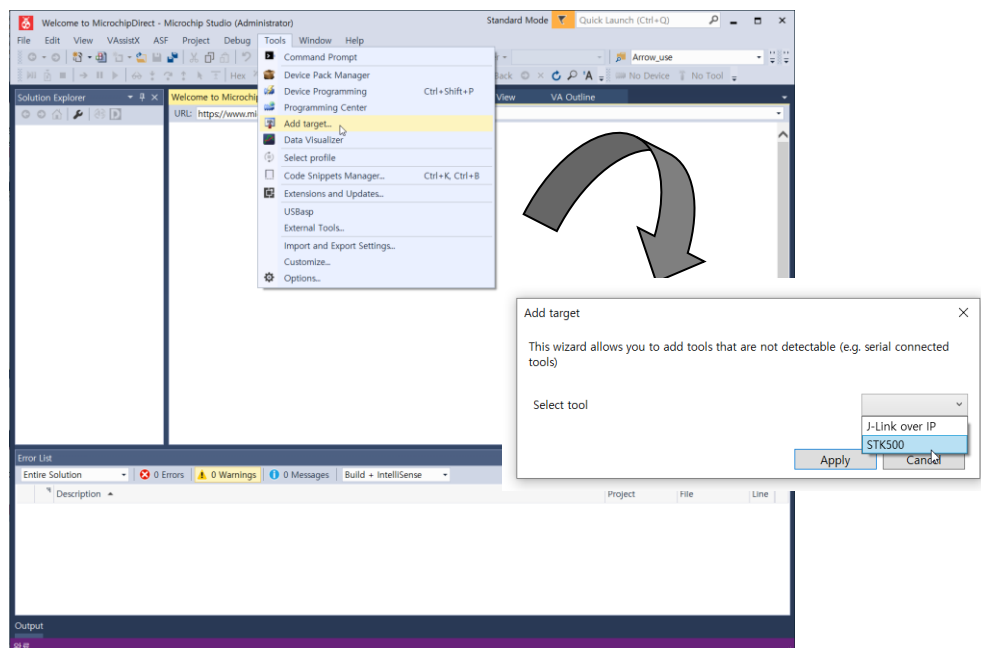 Welcome to MicrochipDirect - Microchip Studio (Administrator)
Standard Mode
Quick Launch (Ctrl+Q)
File Edit View VAssistX ASF Project Debug Tools Window Help
Arrow_use
Hex
Back
No Device
No Tool
Solution Explorer
Welcome to Microchi
View
VA Outline
URL: https://www.mi
Command Prompt
Device Pack Manager
Device Programming Ctrl+Shift+P
Programming Center
Add target...
Data Visualizer
Select profile
Code Snippets Manager... Ctrl+K, Ctrl+B
Extensions and Updates...
USBasp
External Tools...
Import and Export Settings...
Customize...
Options...
Add target
This wizard allows you to add tools that are not detectable (e.g. serial connected
tools)
Select tool
J-Link over IP
STK500
Apply
Cancel
Error List
Entire Solution
0 Errors
0 Warnings
0 Messages
Build + IntelliSense
Description
Project
File
Line
Output